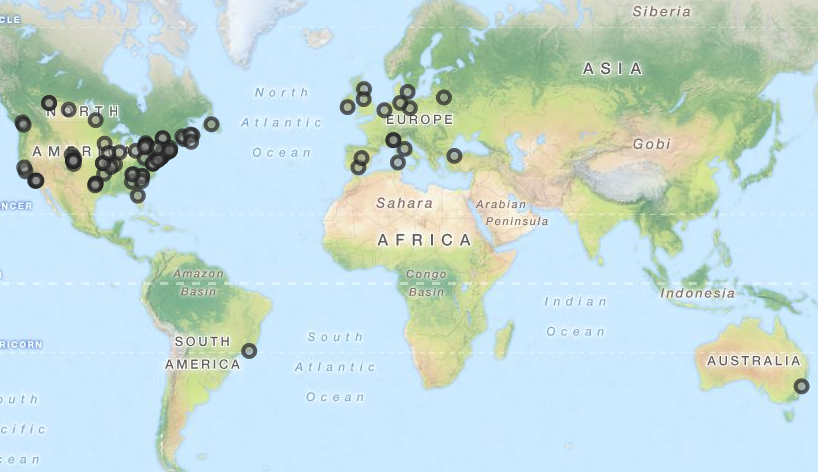 CLE
Siberia
ASIA
North
Atlantic
Ocean
NORTH
AMER
EUROPE
Gobi
NCER
Sahara
Arabian
Peninsula
AFRICA
Amazon
Basin
Congo
Basin
Indian
Ocean
Indonesia
RICORN
SOUTH
AMERICA
South
Atlantic
Ocean
AUSTRALIA
outh
cific
cean